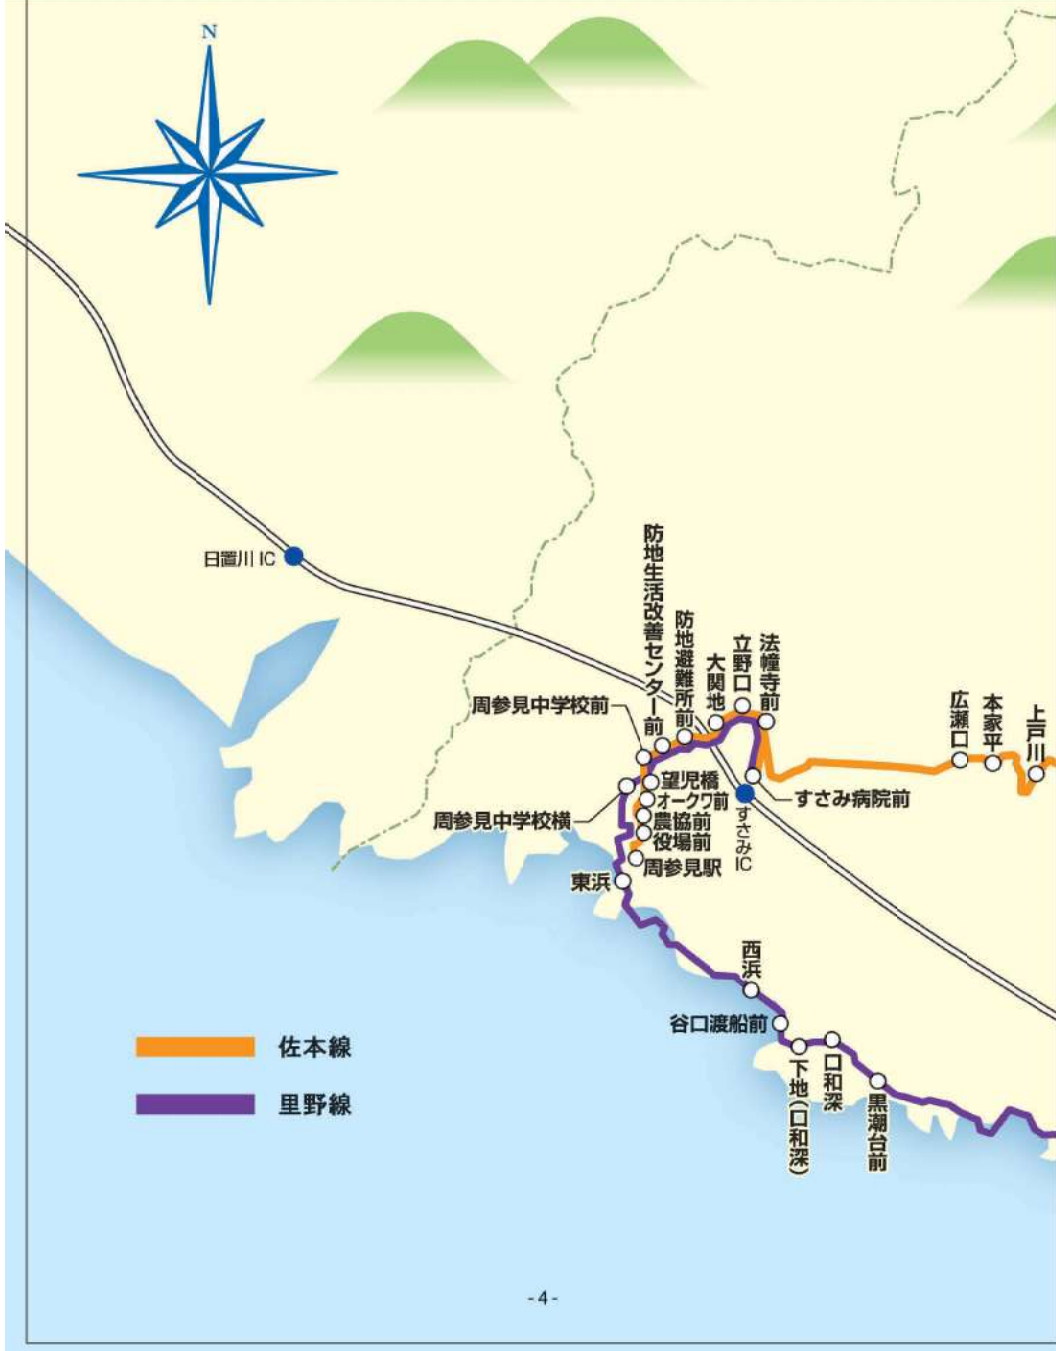 N
日置川 IC
防地生活改善センター前
防地避難所前
大関地
立野口
法幢寺前
周参見中学校前
広瀬口
本家平
上戸川
望児橋
オークワ前
農協前
役場前
周参見駅
すさみIC
すさみ病院前
周参見中学校横
東浜
西浜
谷口渡船前
下地(口和深)
口和深
黒潮台前
佐本線
里野線
-4-